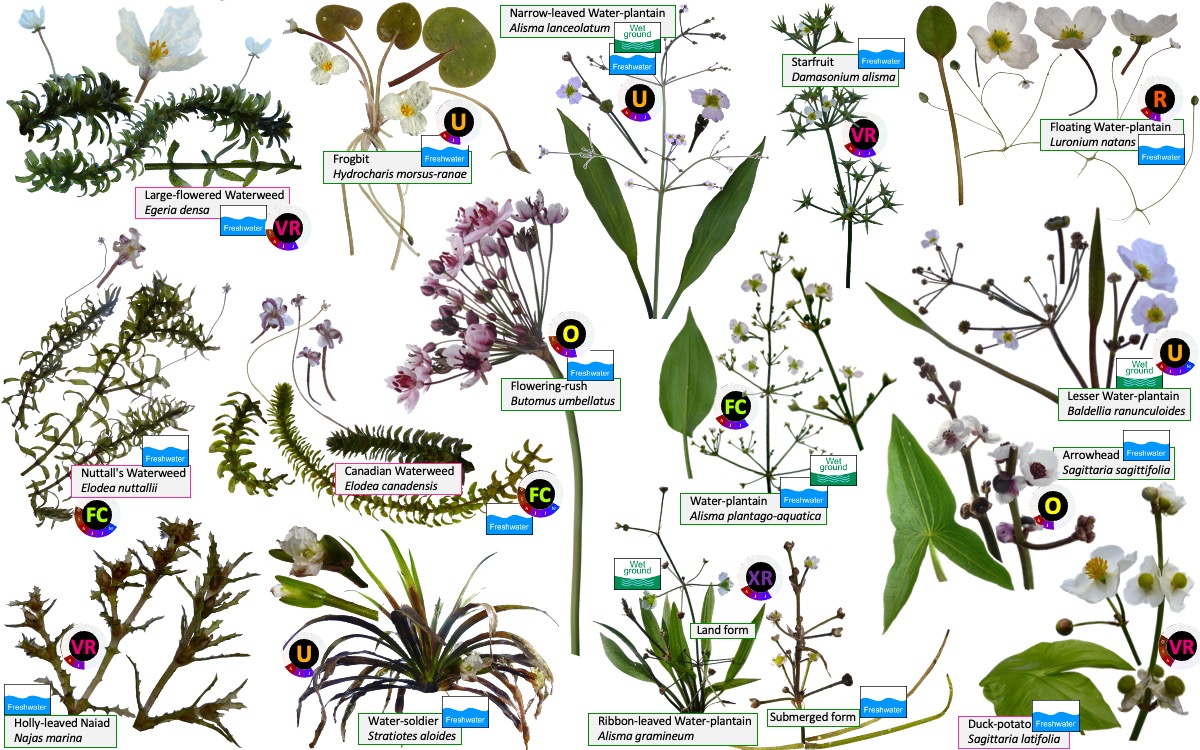 Narrow-leaved Water-plantain
Alisma lanceolatum
Wet
ground
Freshwater
U
Starfruit
Damasonium alisma
Freshwater
VR
R
Floating Water-plantain
Luronium natans
Freshwater
U
Freshwater
Frogbit
Hydrocharis morsus-ranae
Large-flowered Waterweed
Egeria densa
Freshwater
VR
O
Freshwater
Flowering-rush
Butomus umbellatus
U
Wet
ground
Freshwater
Lesser Water-plantain
Baldellia ranunculoides
FC
Wet
ground
Freshwater
Water-plantain
Alisma plantago-aquatica
Freshwater
Arrowhead
Sagittaria sagittifolia
O
Freshwater
Nuttall's Waterweed
Elodea nuttallii
FC
Canadian Waterweed
Elodea canadensis
FC
Freshwater
VR
Freshwater
Holly-leaved Naiad
Najas marina
U
Water-soldier
Stratiotes aloides
Freshwater
Wet
ground
XR
Land form
Ribbon-leaved Water-plantain
Alisma gramineum
Submerged form
Freshwater
VR
Duck-potato
Sagittaria latifolia
Freshwater